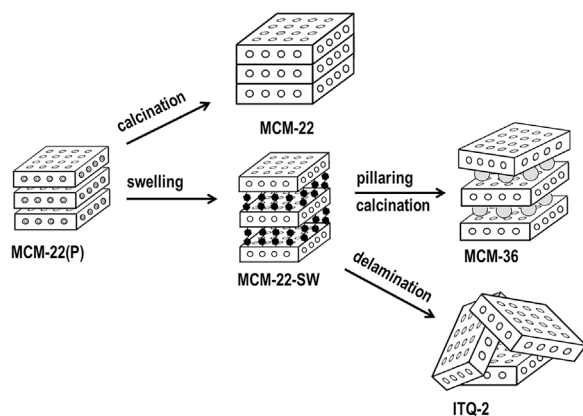 calcination
MCM-22
swelling
pillaring
calcination
MCM-22(P)
MCM-22-SW
MCM-36
delamination
ITQ-2